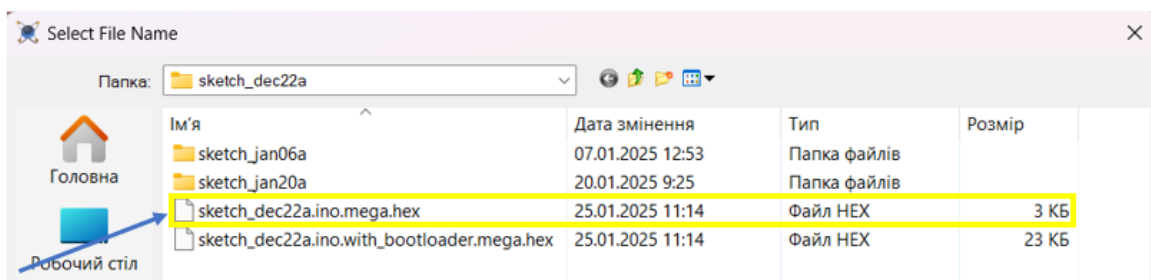 Select File Name
Папка: sketch_dec22a
Ім'я Дата змінення Тип Розмір
sketch_jan06a 07.01.2025 12:53 Папка файлів
sketch_jan20a 20.01.2025 9:25 Папка файлів
sketch_dec22a.ino.mega.hex 25.01.2025 11:14 Файл HEX 3 КБ
sketch_dec22a.ino.with_bootloader.mega.hex 25.01.2025 11:14 Файл HEX 23 КБ
Головна
Робочий стіл